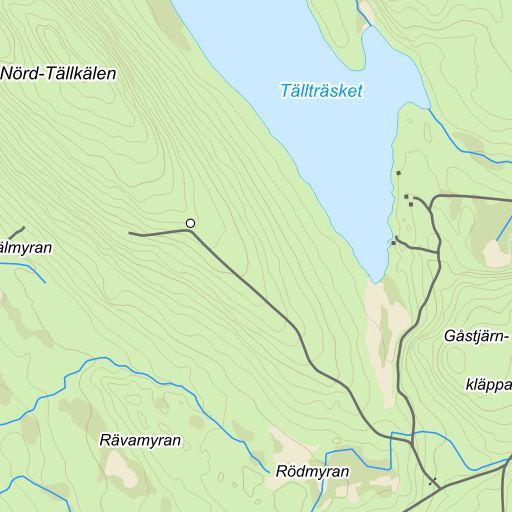 Nörd-Tällkälen
Tällträsket
älmyran
Gåstjärn-
kläppa
Rävamyran
Rödmyran